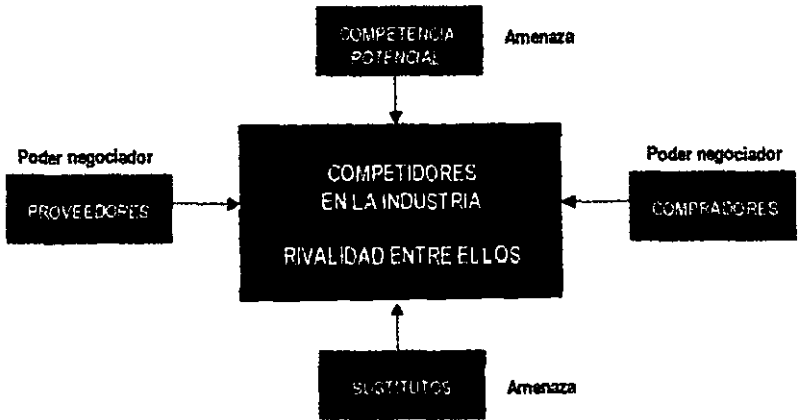 COMPETENCIA
POTENCIAL
Amenaza
Poder negociador
PROVEEDORES
COMPETIDORES
EN LA INDUSTRIA
RIVALIDAD ENTRE ELLOS
Poder negociador
COMPRADORES
SUSTITUTOS
Amenaza